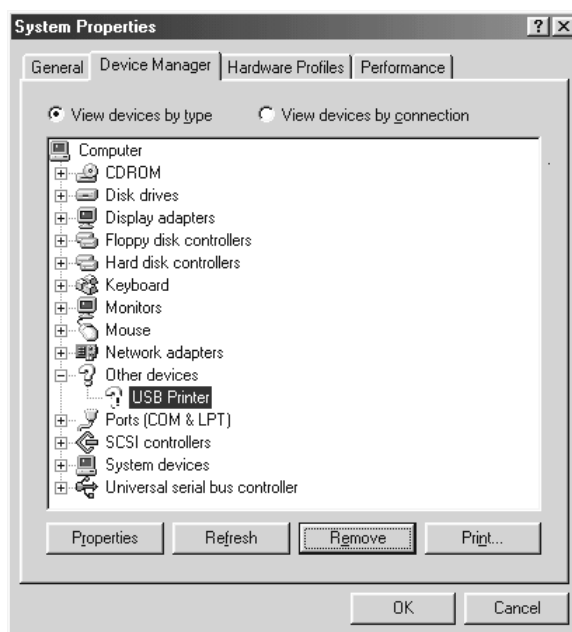 System Properties
General Device Manager Hardware Profiles Performance
View devices by type View devices by connection
Computer
CDROM
Disk drives
Display adapters
Floppy disk controllers
Hard disk controllers
Keyboard
Monitors
Mouse
Network adapters
Other devices
USB Printer
Ports (COM & LPT)
SCSI controllers
System devices
Universal serial bus controller
Properties Refresh Remove Print...
OK Cancel